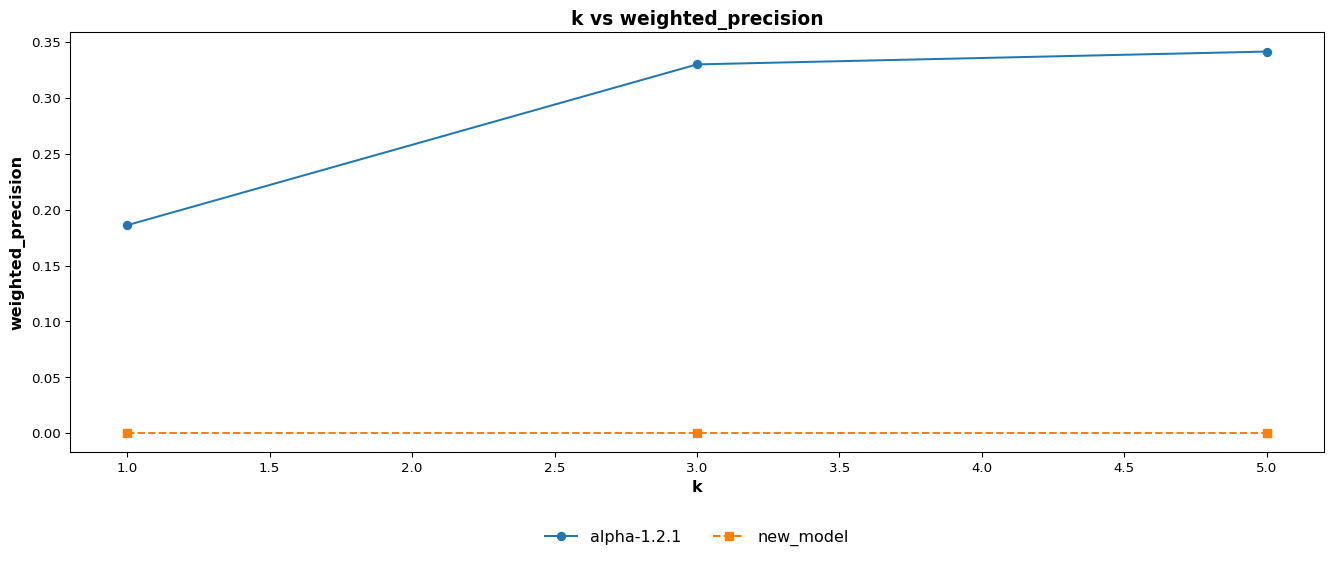 k vs weighted_precision
weighted_precision
0.35
0.30
0.25
0.20
0.15
0.10
0.05
0.00
1.0 1.5 2.0 2.5 3.0 3.5 4.0 4.5 5.0
k
alpha-1.2.1 new_model